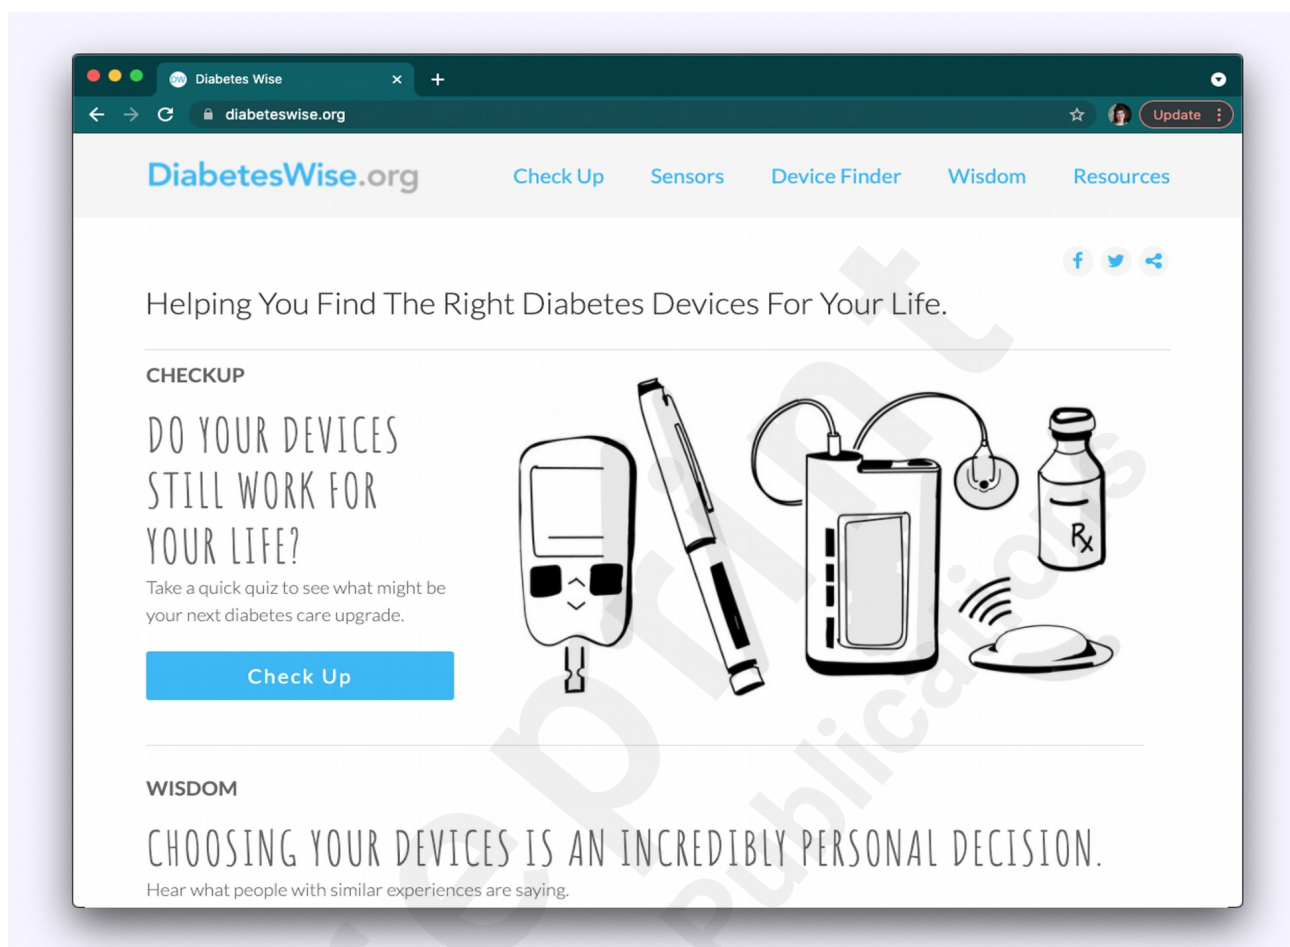 DW Diabetes Wise
diabeteswise.org
Update
DiabetesWise.org Check Up Sensors Device Finder Wisdom Resources
Helping You Find The Right Diabetes Devices For Your Life.
CHECKUP
DO YOUR DEVICES
STILL WORK FOR
YOUR LIFE?
Take a quick quiz to see what might be
your next diabetes care upgrade.
Check Up
Rx
WISDOM
CHOOSING YOUR DEVICES IS AN INCREDIBLY PERSONAL DECISION.
Hear what people with similar experiences are saying.
eprint
Publications